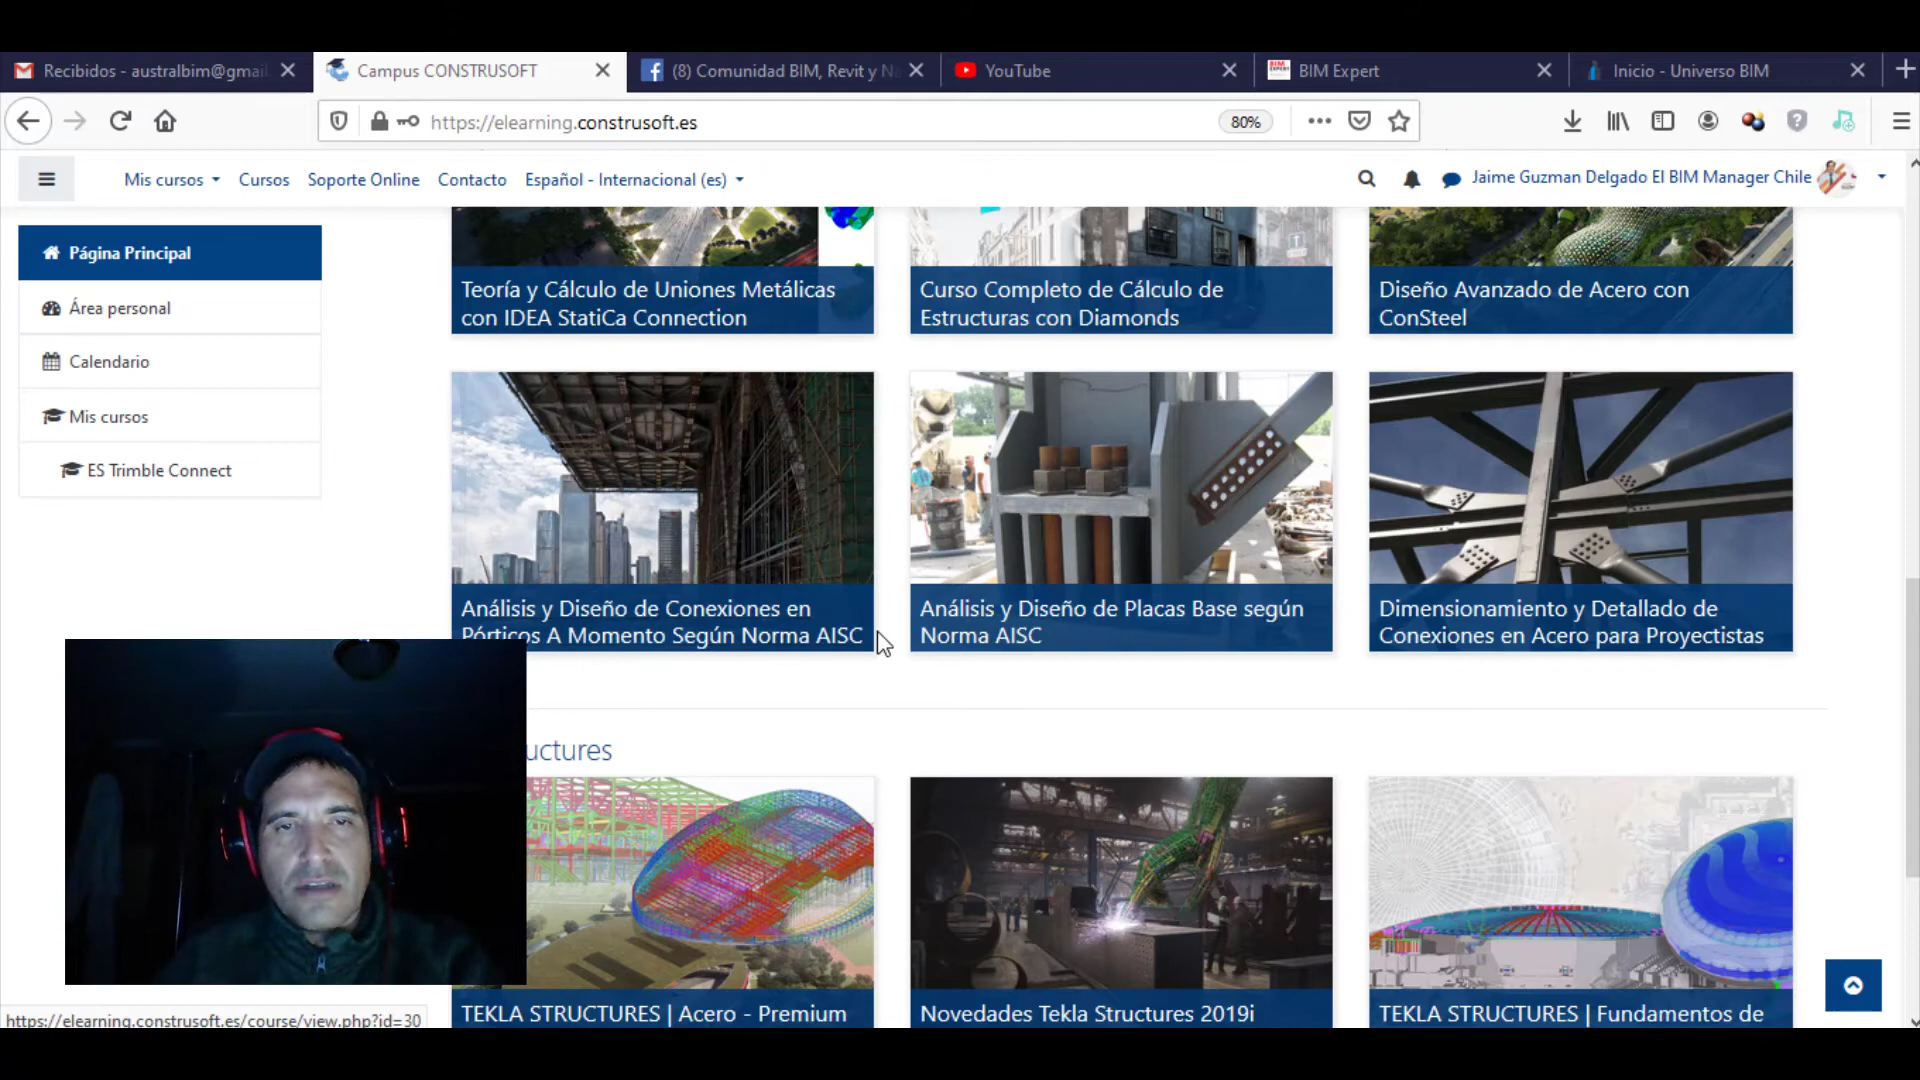 Recibidos - australbim@gmail.
Campus CONSTRUSOFT
(8) Comunidad BIM, Revit y Na
YouTube
BIM Expert
Inicio - Universo BIM
https://elearning.construsoft.es
80%
Mis cursos
Cursos
Soporte Online
Contacto
Español - Internacional (es)
Jaime Guzman Delgado El BIM Manager Chile
Página Principal
Área personal
Calendario
Mis cursos
ES Trimble Connect
Teoría y Cálculo de Uniones Metálicas
con IDEA StatiCa Connection
Curso Completo de Cálculo de
Estructuras con Diamonds
Diseño Avanzado de Acero con
ConSteel
Análisis y Diseño de Conexiones en
Pórticos A Momento Según Norma AISC
Análisis y Diseño de Placas Base según
Norma AISC
Dimensionamiento y Detallado de
Conexiones en Acero para Proyectistas
uctures
TEKLA STRUCTURES | Acero - Premium
Novedades Tekla Structures 2019i
TEKLA STRUCTURES | Fundamentos de
https://elearning.construsoft.es/course/view.php?id=30